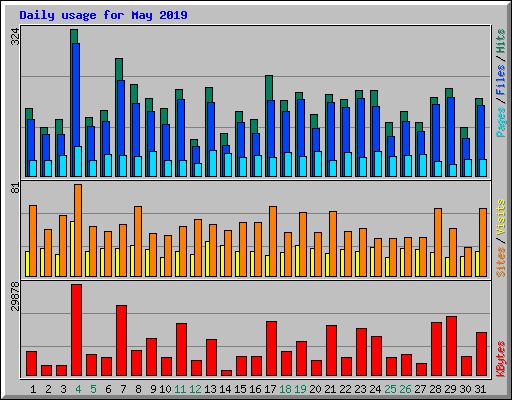 Daily usage for May 2019
324
Pages / Files / Hits
81
Sites / Visits
29878
KBytes
1 2 3 4 5 6 7 8 9 10 11 12 13 14 15 16 17 18 19 20 21 22 23 24 25 26 27 28 29 30 31